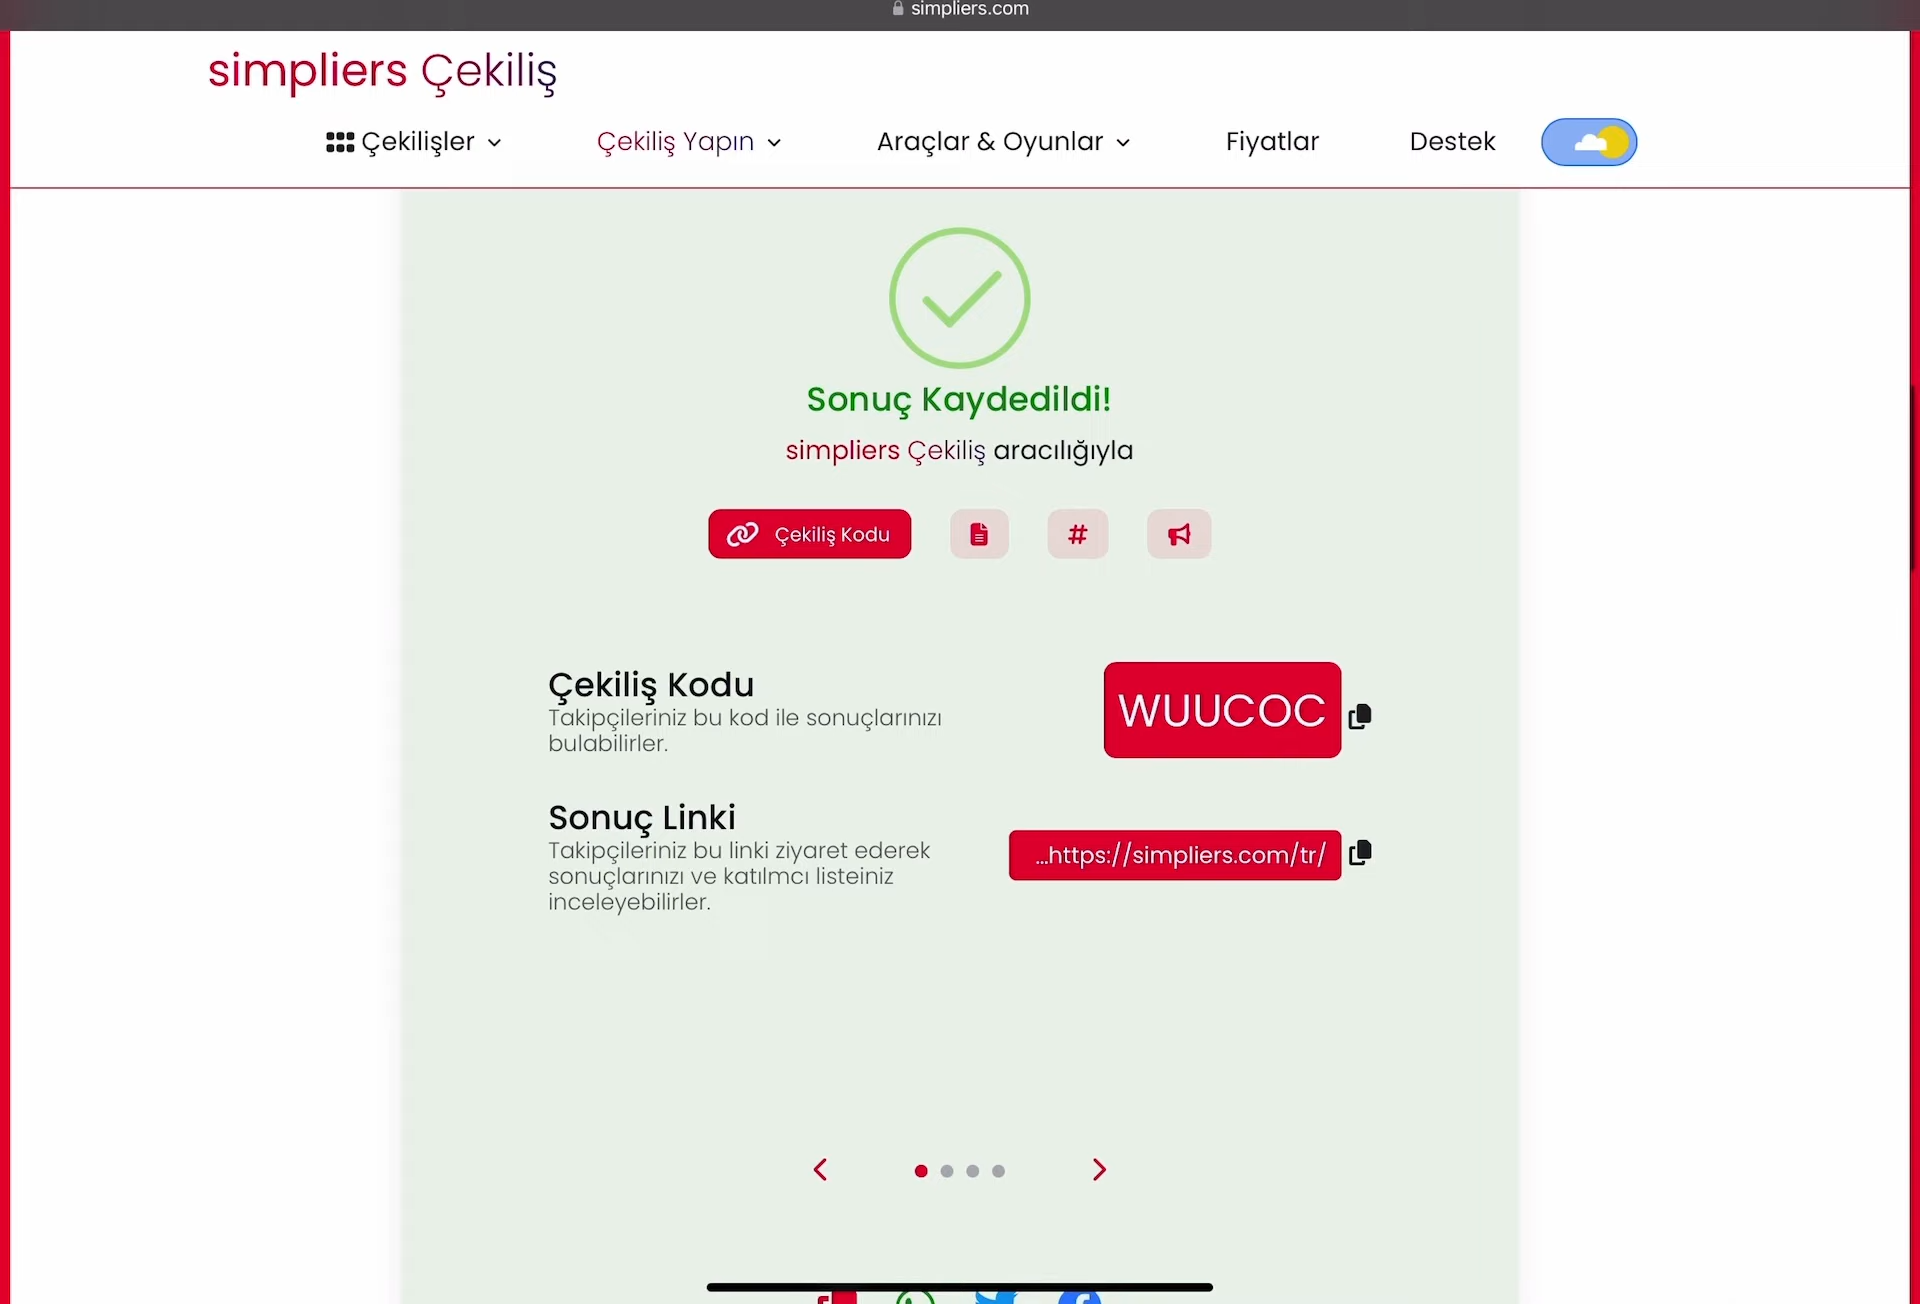 simpliers.com
simpliers Çekiliş
Çekilişler
Çekiliş Yapın
Araçlar & Oyunlar
Fiyatlar
Destek
Sonuç Kaydedildi!
simpliers Çekiliş aracılığıyla
Çekiliş Kodu
#
Çekiliş Kodu
Takipçileriniz bu kod ile sonuçlarınızı
bulabilirler.
WUUCOC
Sonuç Linki
Takipçileriniz bu linki ziyaret ederek
sonuçlarınızı ve katılmcı listeiniz
inceleyebilirler.
...https://simpliers.com/tr/